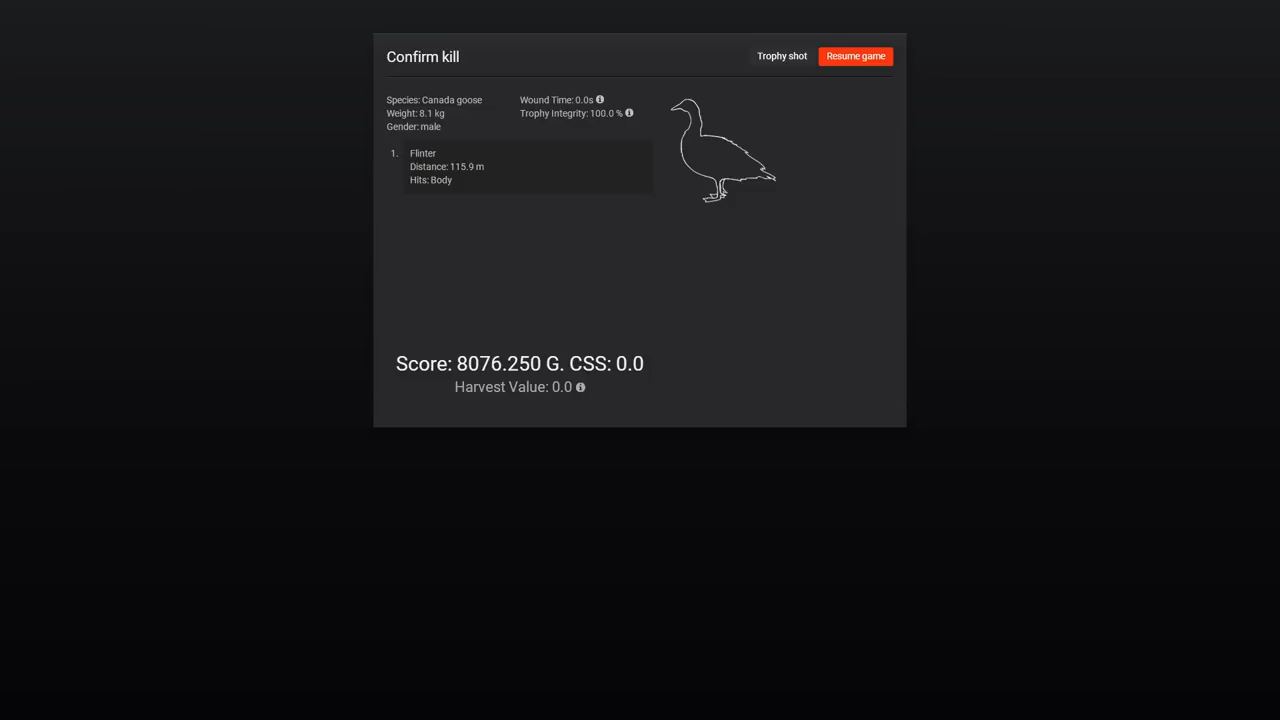 Confirm kill
Trophy shot
Resume game
Species: Canada goose
Weight: 8.1 kg
Gender: male
Wound Time: 0.0s
Trophy Integrity: 100.0 %
1.
Flinter
Distance: 115.9 m
Hits: Body
Score: 8076.250 G. CSS: 0.0
Harvest Value: 0.0